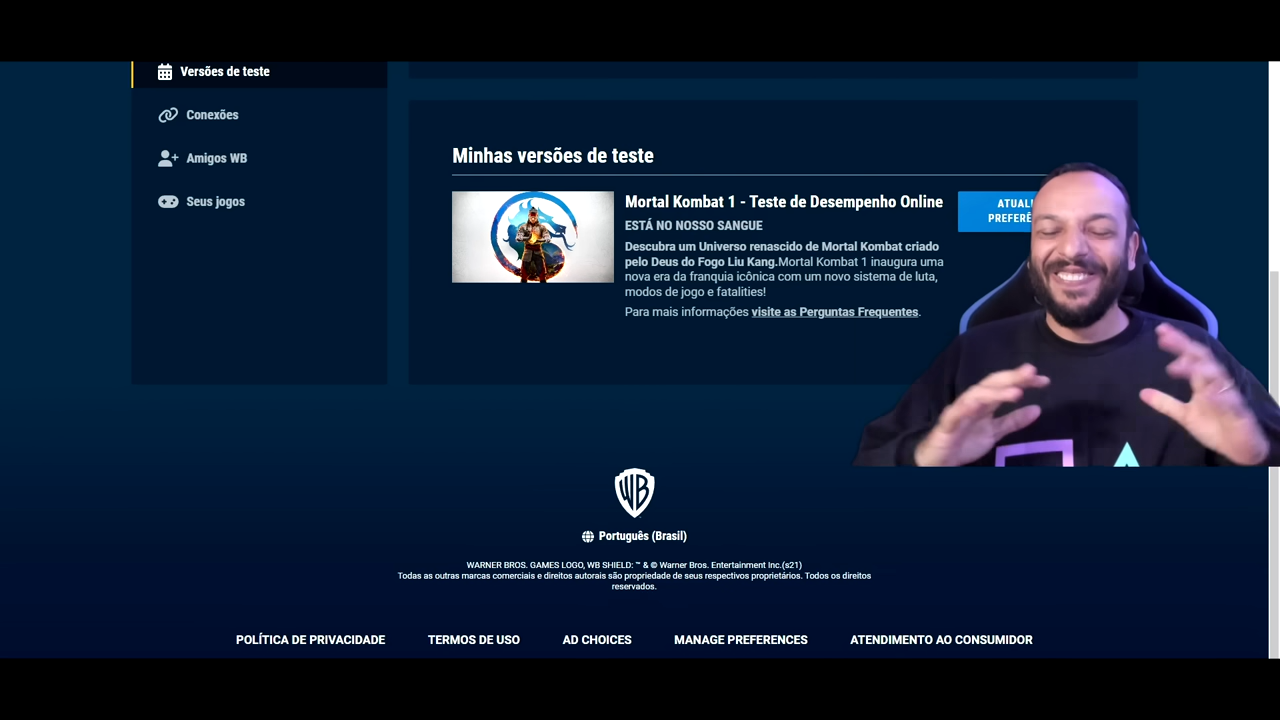 Versões de teste
Conexões
Amigos WB
Seus jogos
Minhas versões de teste
Mortal Kombat 1 - Teste de Desempenho Online
ESTÁ NO NOSSO SANGUE
Descubra um Universo renascido de Mortal Kombat criado
pelo Deus do Fogo Liu Kang.Mortal Kombat 1 inaugura uma
nova era da franquia icônica com um novo sistema de luta,
modos de jogo e fatalities!
Para mais informações visite as Perguntas Frequentes.
WB
Português (Brasil)
WARNER BROS. GAMES LOGO, WB SHIELD: ™ & © Warner Bros. Entertainment Inc.(s21)
Todas as outras marcas comerciais e direitos autorais são propriedade de seus respectivos proprietários. Todos os direitos
reservados.
POLÍTICA DE PRIVACIDADE
TERMOS DE USO
AD CHOICES
MANAGE PREFERENCES
ATENDIMENTO AO CONSUMIDOR